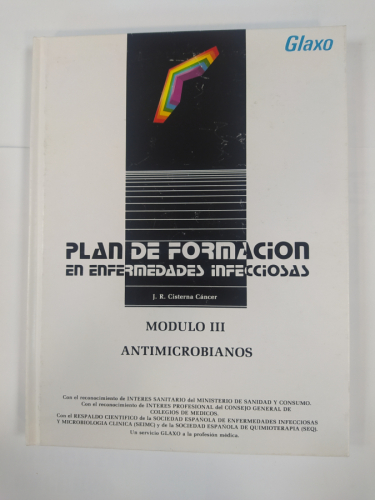 Glaxo
PLAN DE FORMACION
EN ENFERMEDADES INFECCIOSAS
J. R. Cisterna Cáncer
MODULO III
ANTIMICROBIANOS
Con el reconocimiento de INTERES SANITARIO del MINISTERIO DE SANIDAD Y CONSUMO.
Con el reconocimiento de INTERES PROFESIONAL del CONSEJO GENERAL DE
COLEGIOS DE MEDICOS.
Con el RESPALDO CIENTIFICO de la SOCIEDAD ESPAÑOLA DE ENFERMEDADES INFECCIOSAS
Y MICROBIOLOGIA CLINICA (SEIMC) y de la SOCIEDAD ESPAÑOLA DE QUIMIOTERAPIA (SEQ).
Un servicio GLAXO a la profesión médica.